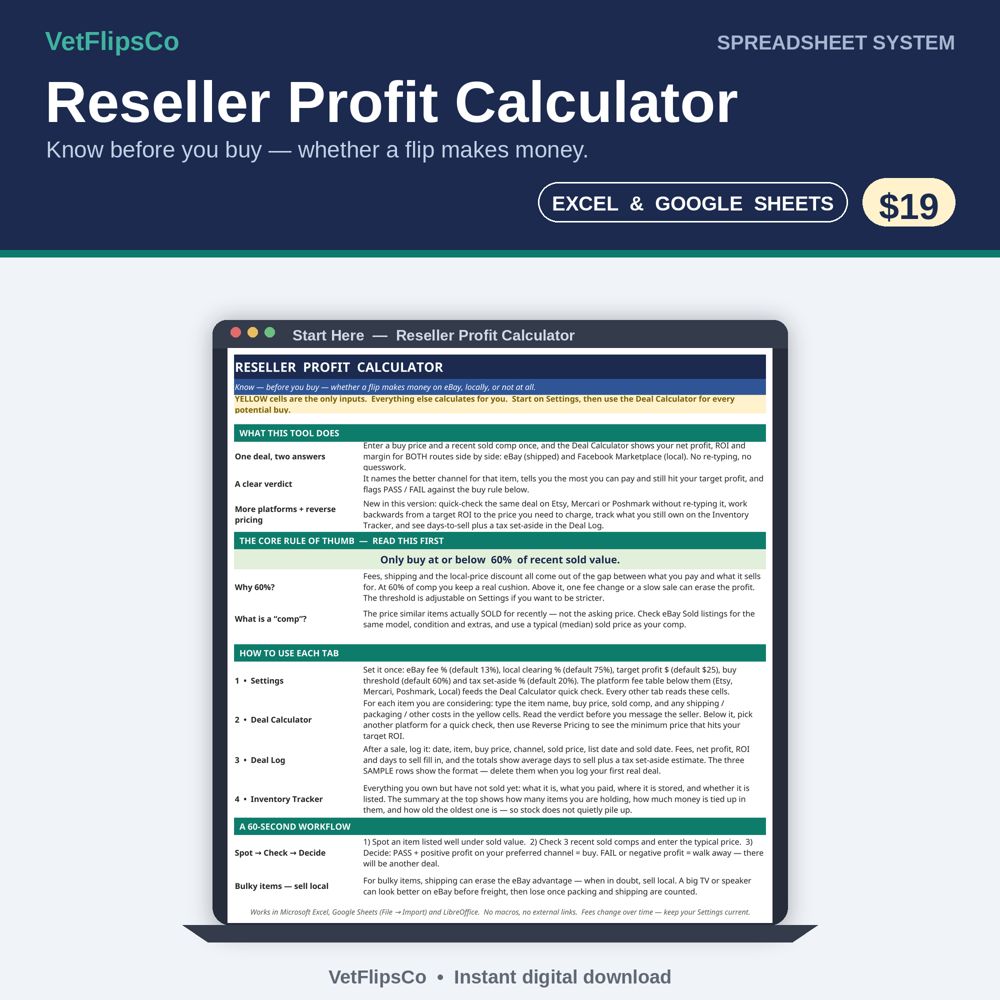 VetFlipsCo
SPREADSHEET SYSTEM
Reseller Profit Calculator
Know before you buy — whether a flip makes money.
EXCEL & GOOGLE SHEETS
$19
Start Here — Reseller Profit Calculator
RESELLER PROFIT CALCULATOR
Know — before you buy — whether a flip makes money on eBay, locally, or not at all.
YELLOW cells are the only inputs. Everything else calculates for you. Start on Settings, then use the Deal Calculator for every
potential buy.
WHAT THIS TOOL DOES
One deal, two answers
Enter a buy price and a recent sold comp once, and the Deal Calculator shows your net profit, ROI and
margin for BOTH routes side by side: eBay (shipped) and Facebook Marketplace (local). No re-typing, no
guesswork.
A clear verdict
It names the better channel for that item, tells you the most you can pay and still hit your target profit, and
flags PASS / FAIL against the buy rule below.
More platforms + reverse
pricing
New in this version: quick-check the same deal on Etsy, Mercari or Poshmark without re-typing it, work
backwards from a target ROI to the price you need to charge, track what you still own on the Inventory
Tracker, and see days-to-sell plus a tax set-aside in the Deal Log.
THE CORE RULE OF THUMB — READ THIS FIRST
Only buy at or below 60% of recent sold value.
Why 60%?
Fees, shipping and the local-price discount all come out of the gap between what you pay and what it sells
for. At 60% of comp you keep a real cushion. Above it, one fee change or a slow sale can erase the profit.
The threshold is adjustable on Settings if you want to be stricter.
What is a “comp”?
The price similar items actually SOLD for recently — not the asking price. Check eBay Sold listings for the
same model, condition and extras, and use a typical (median) sold price as your comp.
HOW TO USE EACH TAB
1 • Settings
Set it once: eBay fee % (default 13%), local clearing % (default 75%), target profit $ (default $25), buy
threshold (default 60%) and tax set-aside % (default 20%). The platform fee table below them (Etsy,
Mercari, Poshmark, Local) feeds the Deal Calculator quick check. Every other tab reads these cells.
2 • Deal Calculator
For each item you are considering; type the item name, buy price, sold comp, and any shipping /
packaging / other costs in the yellow cells. Read the verdict before you message the seller. Below it, pick
another platform for a quick check, then use Reverse Pricing to see the minimum price that hits your
target ROI.
3 • Deal Log
After a sale, log it: date, item, buy price, channel, sold price, list date and sold date. Fees, net profit, ROI
and days to sell fill in, and the totals show average days to sell plus a tax set-aside estimate. The three
SAMPLE rows show the format — delete them when you log your first real deal.
4 • Inventory Tracker
Everything you own but have not sold yet: what it is, what you paid, where it is stored, and whether it is
listed. The summary at the top shows how many items you are holding, how much money is tied up in
them, and how old the oldest one is — so stock does not quietly pile up.
A 60-SECOND WORKFLOW
Spot → Check → Decide
1) Spot an item listed well under sold value. 2) Check 3 recent sold comps and enter the typical price. 3)
Decide: PASS + positive profit on your preferred channel = buy. FAIL or negative profit = walk away — there
will be another deal.
Bulky items — sell local
For bulky items, shipping can erase the eBay advantage — when in doubt, sell local. A big TV or speaker
can look better on eBay before freight, then lose once packing and shipping are counted.
Works in Microsoft Excel, Google Sheets (File → Import) and LibreOffice. No macros, no external links. Fees change over time — keep your Settings current.
VetFlipsCo • Instant digital download